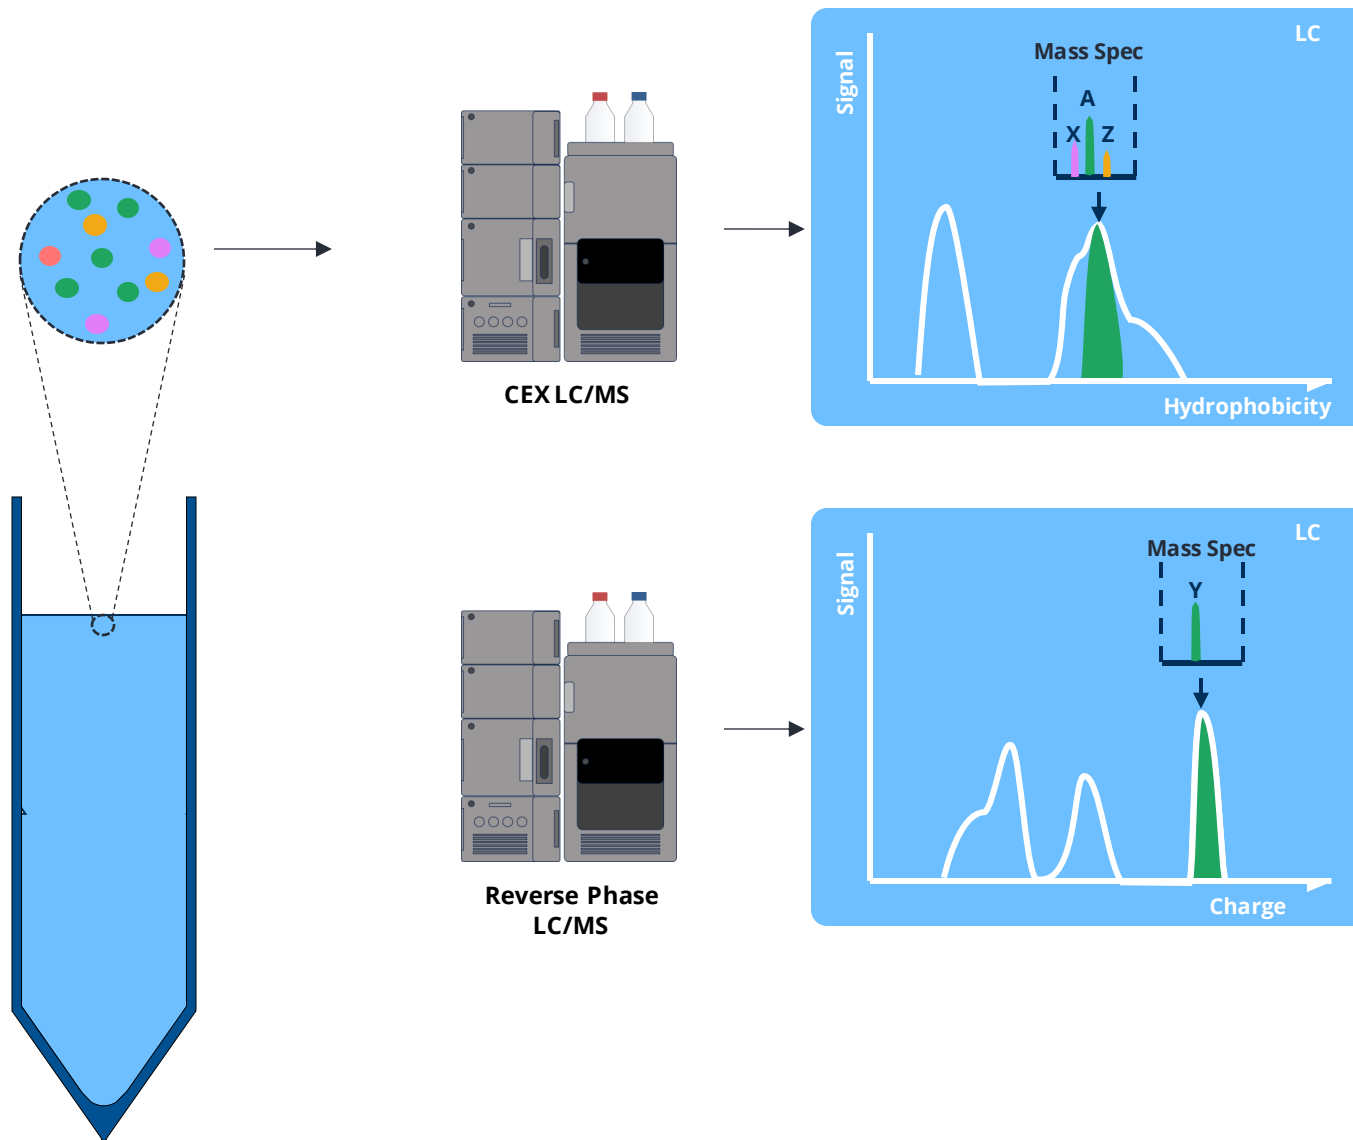 LC
Mass Spec
Signal
A
X Z
CEX LC/MS
Hydrophobicity
LC
Mass Spec
Signal
Y
Reverse Phase
LC/MS
Charge